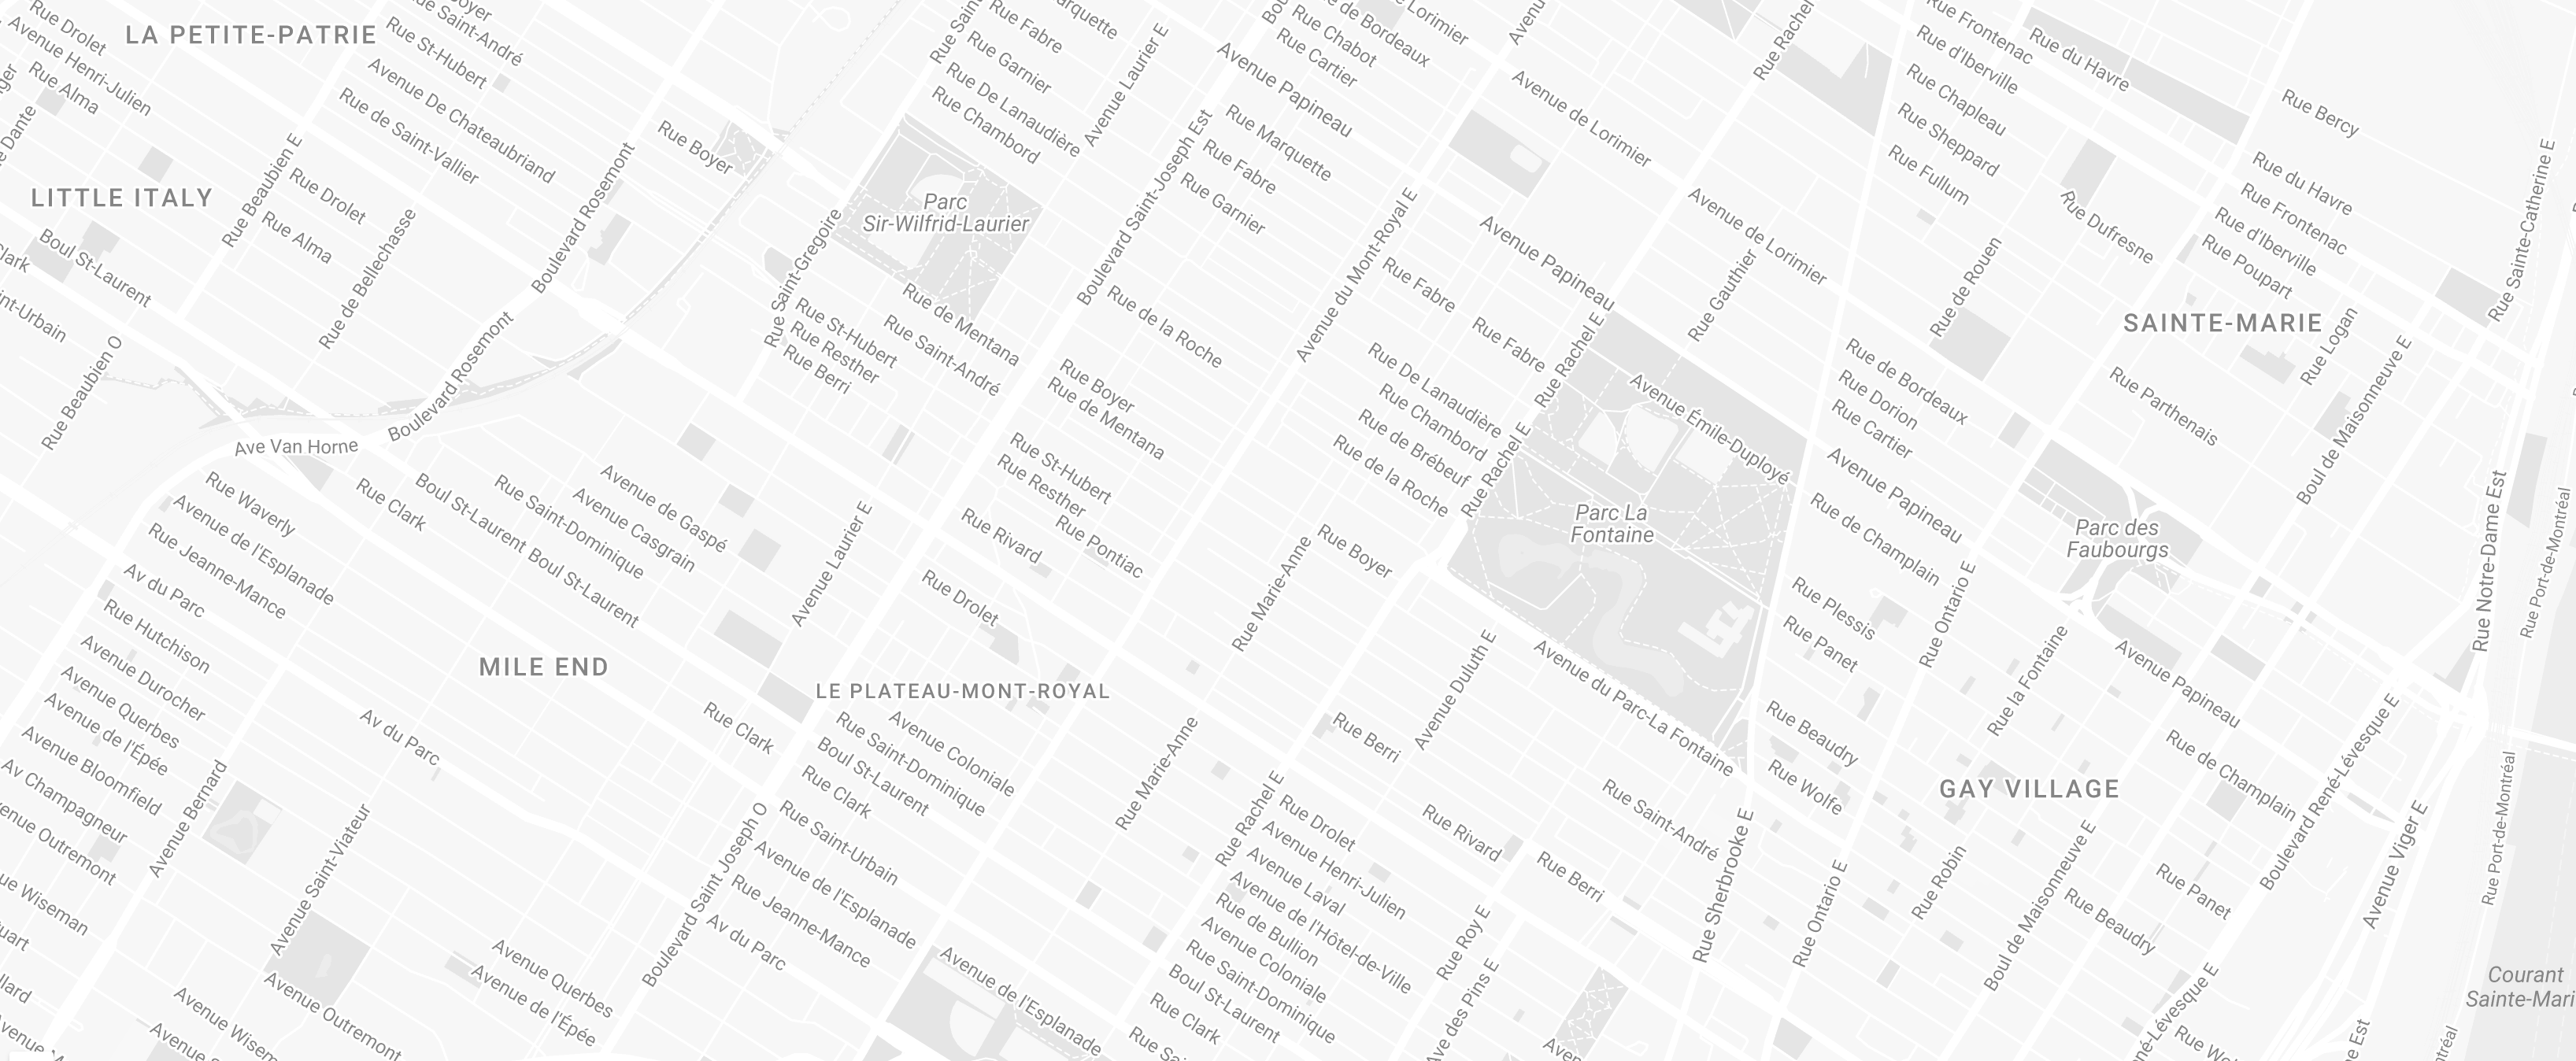 LA PETITE-PATRIE
Rue Drolet
Avenue Henri-Julien
Rue Alma
Rue St-Hubert
Rue Saint-André
Avenue De Chateaubriand
Rue de Saint-Vallier
Rue Boyer
LITTLE ITALY
Rue Beaubien E
Rue Drolet
Rue Alma
Rue de Bellechasse
Boulevard Rosemont
Boul St-Laurent
Rue Beaubien O
Boulevard Rosemont
Ave Van Horne
Rue Fabre
Rue Garnier
Rue De Lanaudière
Rue Chambord
Avenue Laurier E
Parc
Sir-Wilfrid-Laurier
Rue Saint-Gregoire
Rue de Mentana
Rue Saint-André
Rue St-Hubert
Rue Resther
Rue Berri
Boulevard Saint-Joseph Est
Rue Chabot
Rue Cartier
Avenue Papineau
Rue Marquette
Rue Fabre
Rue Garnier
Rue de la Roche
Rue Boyer
Rue de Mentana
Rue St-Hubert
Rue Resther
Rue Rivard
Rue Pontiac
Rue Drolet
Avenue du Mont-Royal E
Avenue de Lorimier
Avenue de Lorimier
Avenue Papineau
Rue Fabre
Rue Fabre
Rue De Lanaudière
Rue Chambord
Rue de Brébeuf
Rue de la Roche
Rue Rachel E
Rue Rachel E
Rue Boyer
Rue Marie-Anne
Rue Gauthier
Avenue Émile-Duployé
Parc La
Fontaine
Avenue du Parc-La Fontaine
Avenue Duluth E
Rue Berri
Rue Frontenac
Rue du Havre
Rue d'Iberville
Rue Chapleau
Rue Sheppard
Rue Fullum
Rue Bercy
Rue du Havre
Rue Frontenac
Rue d'Iberville
Rue Poupart
Rue Dufresne
Rue de Rouen
SAINTE-MARIE
Rue Logan
Rue Sainte-Catherine E
Boul de Maisonneuve E
Rue Parthenais
Rue de Bordeaux
Rue Dorion
Rue Cartier
Avenue Papineau
Rue de Champlain
Rue Plessis
Rue Panet
Rue Ontario E
Parc des
Faubourgs
Rue Notre-Dame Est
Rue Port-de-Montréal
Rue la Fontaine
Avenue Papineau
Rue de Champlain
Rue Beaudry
Rue Wolfe
GAY VILLAGE
Boulevard René-Lévesque E
Avenue Viger E
Rue Port-de-Montréal
Rue Robin
Boul de Maisonneuve E
Rue Panet
Rue Beaudry
Rue Ontario E
Rue Sherbrooke E
Rue Saint-André
Rue Rivard
Rue Berri
Courant
Rue Waverly
Avenue de l'Esplanade
Rue Jeanne-Mance
Av du Parc
Rue Hutchison
Avenue Durocher
Avenue Querbes
Avenue de l'Épée
Avenue Bloomfield
Av Champagneur
Rue Clark
Boul St-Laurent
Boul St-Laurent
Rue Saint-Dominique
Avenue Casgrain
Avenue de Gaspé
Avenue Laurier E
MILE END
LE PLATEAU-MONT-ROYAL
Av du Parc
Avenue Bernard
Avenue Saint-Viateur
Avenue Outremont
Avenue Querbes
Avenue de l'Épée
Rue Clark
Boulevard Saint Joseph O
Avenue Coloniale
Rue Saint-Dominique
Boul St-Laurent
Rue Clark
Rue Saint-Urbain
Avenue de l'Esplanade
Rue Jeanne-Mance
Av du Parc
Avenue de l'Esplanade
Rue Marie-Anne
Rue Rachel E
Rue Drolet
Avenue Henri-Julien
Avenue Laval
Avenue de l'Hôtel-de-Ville
Rue de Bullion
Avenue Coloniale
Rue Saint-Dominique
Boul St-Laurent
Rue Clark
Rue Roy E